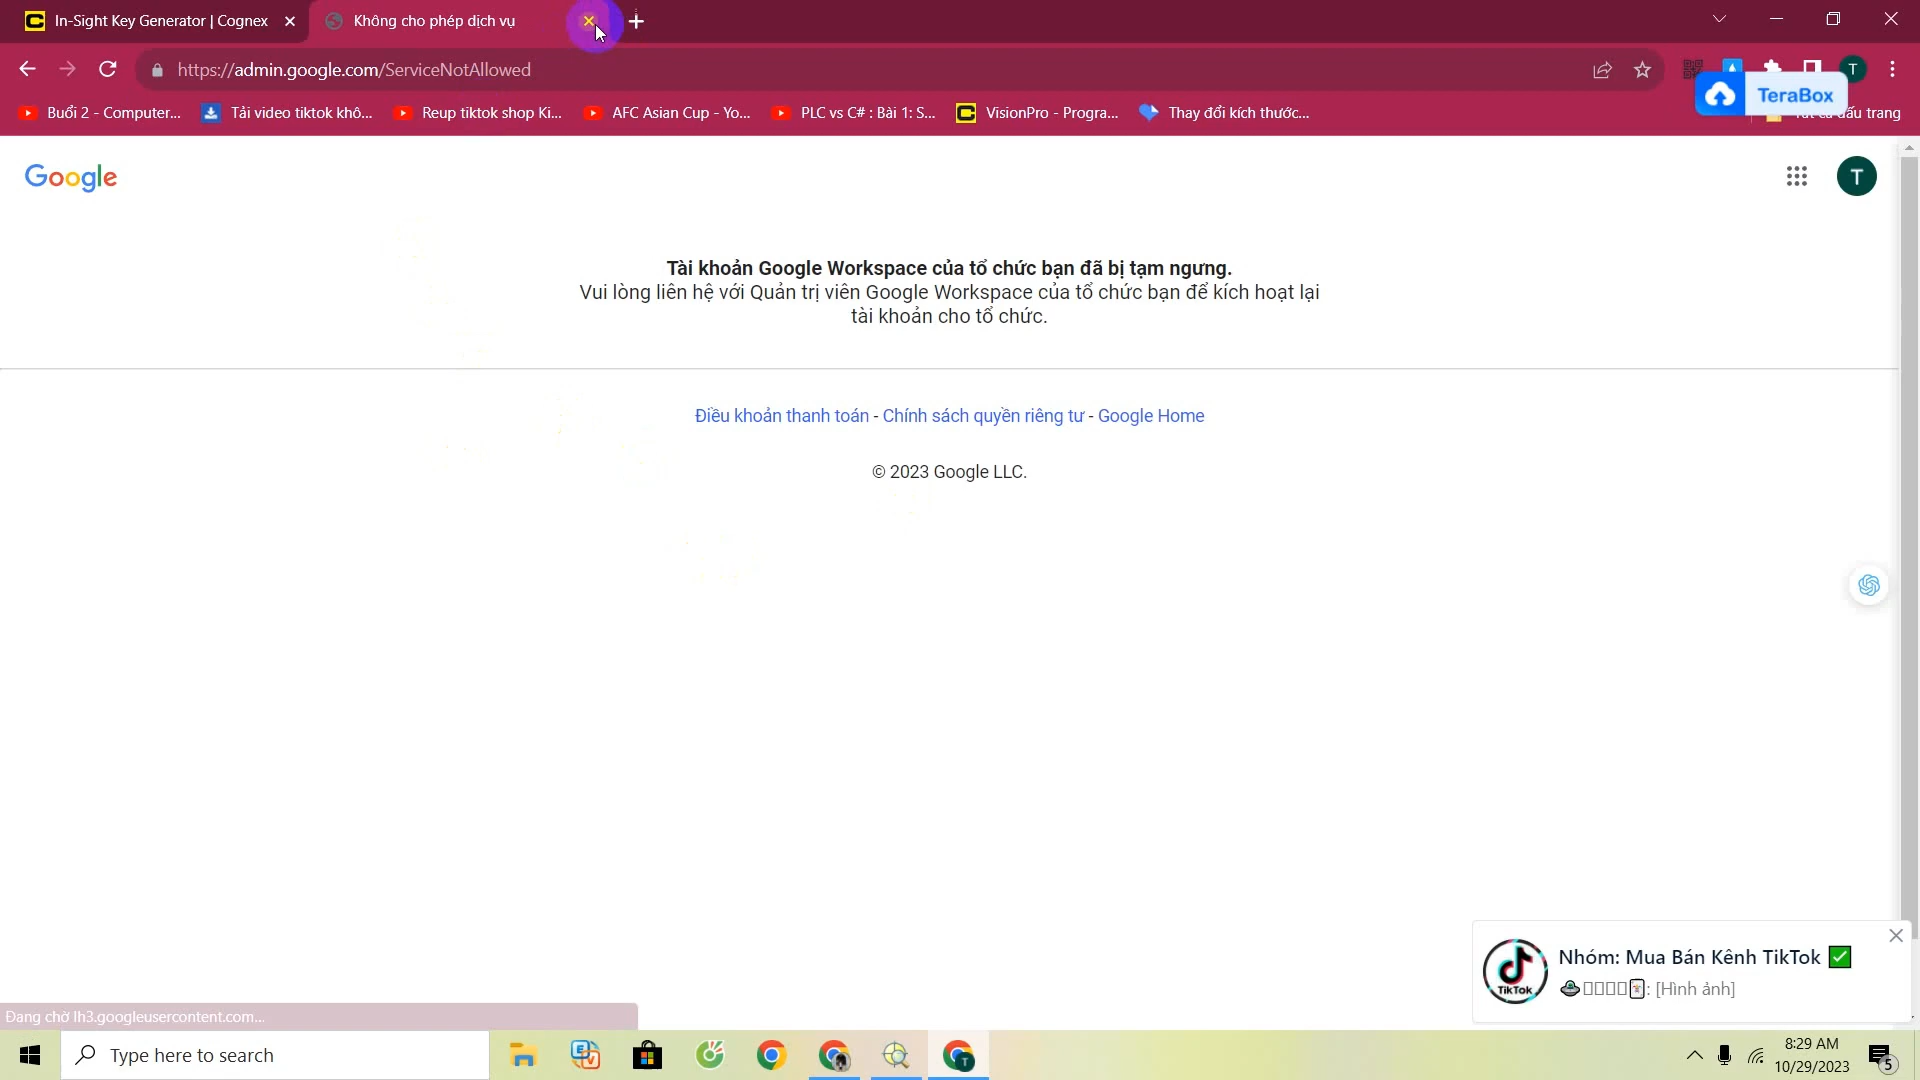 In-Sight Key Generator | Cognex
Không cho phép dịch vụ
https://admin.google.com/ServiceNotAllowed
T
TeraBox
Buổi 2 - Computer...
Tải video tiktok khô...
Reup tiktok shop Ki...
AFC Asian Cup - Yo...
PLC vs C# : Bài 1: S...
VisionPro - Progra...
Thay đổi kích thước...
dấu trang
Google
T
Tài khoản Google Workspace của tổ chức bạn đã bị tạm ngưng.
Vui lòng liên hệ với Quản trị viên Google Workspace của tổ chức bạn để kích hoạt lại
tài khoản cho tổ chức.
Điều khoản thanh toán - Chính sách quyền riêng tư - Google Home
© 2023 Google LLC.
Nhóm: Mua Bán Kênh TikTok ✅
TikTok
: [Hình ảnh]
Đang chờ lh3.googleusercontent.com...
Type here to search
T
8:29 AM
10/29/2023
5